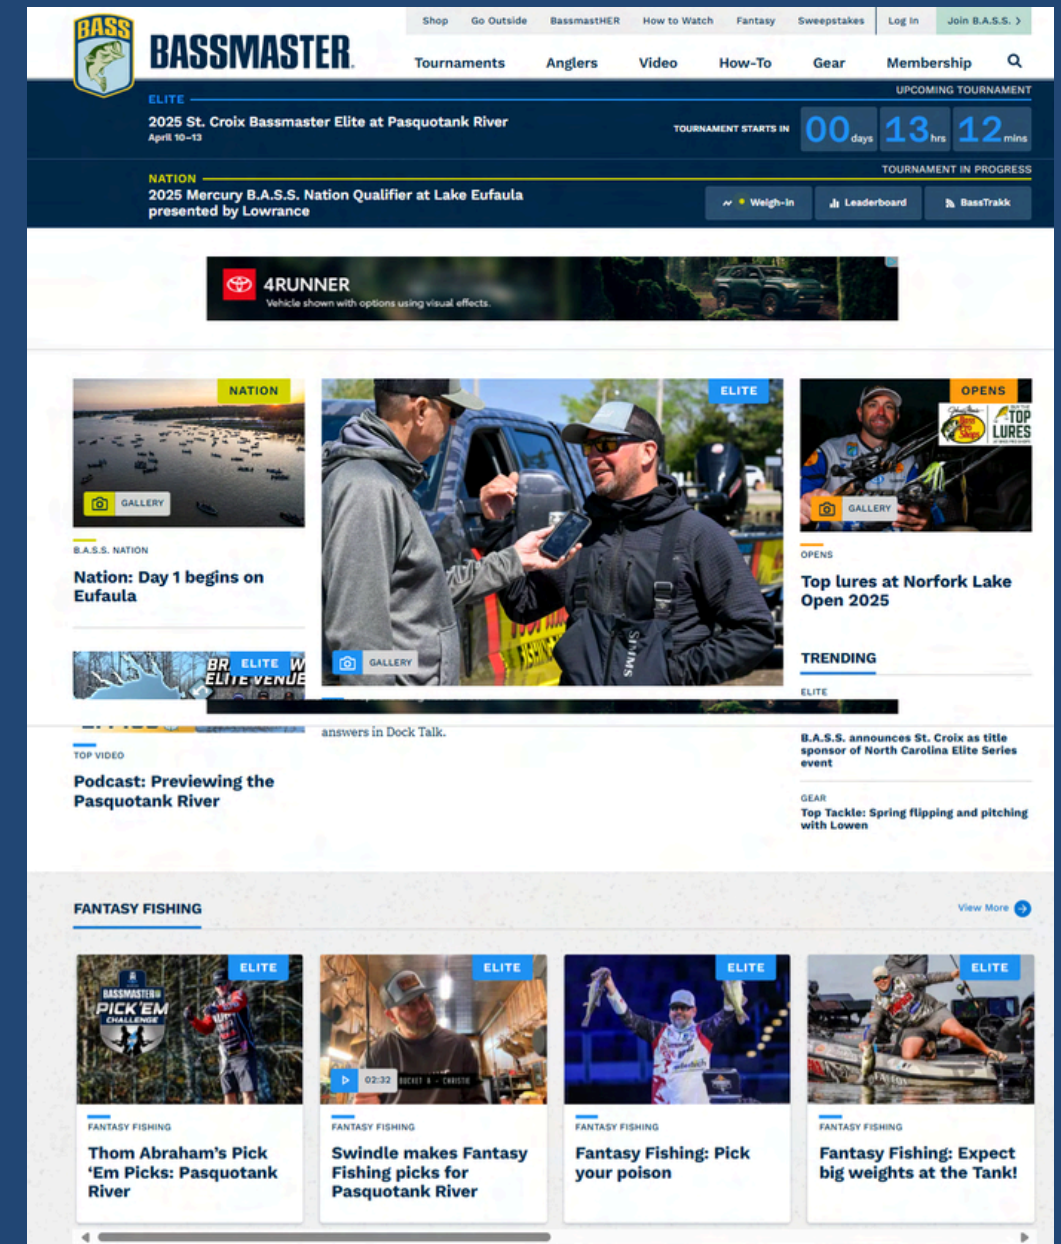 BASS
BASSMASTER
Shop Go Outside BassmastHER How to Watch Fantasy Sweepstakes Log In Join B.A.S.S. >
Tournaments Anglers Video How-To Gear Membership
UPCOMING TOURNAMENT
ELITE
2025 St. Croix Bassmaster Elite at Pasquotank River
April 10–13
TOURNAMENT STARTS IN 00 days 13 hrs 12 mins
TOURNAMENT IN PROGRESS
NATION
2025 Mercury B.A.S.S. Nation Qualifier at Lake Eufaula
presented by Lowrance
Weigh-in Leaderboard BassTrakk
4RUNNER
Vehicle shown with options using visual effects.
NATION
GALLERY
B.A.S.S. NATION
Nation: Day 1 begins on
Eufaula
ELITE
ELITE VENUE
TOP VIDEO
Podcast: Previewing the
Pasquotank River
ELITE
SIMMS
GALLERY
answers in Dock Talk.
OPENS
Bass Pro Shops
TOP
LURES
GALLERY
OPENS
Top lures at Norfork Lake
Open 2025
TRENDING
ELITE
B.A.S.S. announces St. Croix as title
sponsor of North Carolina Elite Series
event
GEAR
Top Tackle: Spring flipping and pitching
with Lowen
FANTASY FISHING
View More
ELITE
BASSMASTER
PICK'EM
CHALLENGE
FANTASY FISHING
Thom Abraham’s Pick
‘Em Picks: Pasquotank
River
ELITE
02:32
BUCKET A - CHRISTIE
FANTASY FISHING
Swindle makes Fantasy
Fishing picks for
Pasquotank River
ELITE
FANTASY FISHING
Fantasy Fishing: Pick
your poison
ELITE
FANTASY FISHING
Fantasy Fishing: Expect
big weights at the Tank!